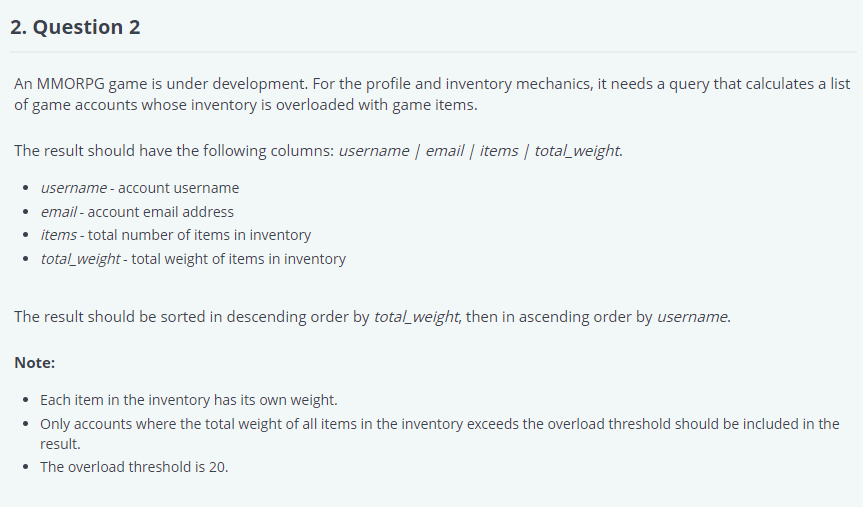 2. Question 2
An MMORPG game is under development. For the profile and inventory mechanics, it needs a query that calculates a list
of game accounts whose inventory is overloaded with game items.
The result should have the following columns: username | email | items | total_weight.
• username - account username
• email - account email address
• items - total number of items in inventory
• total_weight - total weight of items in inventory
The result should be sorted in descending order by total_weight, then in ascending order by username.
Note:
• Each item in the inventory has its own weight.
• Only accounts where the total weight of all items in the inventory exceeds the overload threshold should be included in the
result.
• The overload threshold is 20.